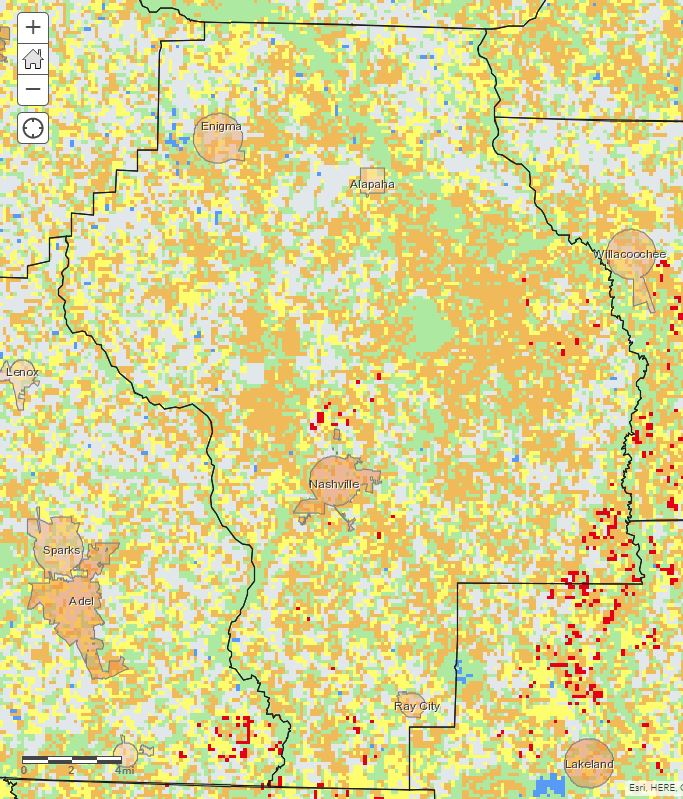 +
−
Enigma
Alapaha
Willacoochee
Lenox
Nashville
Sparks
Adel
Ray City
Lakeland
0 2 4mi
Esri, HERE, G